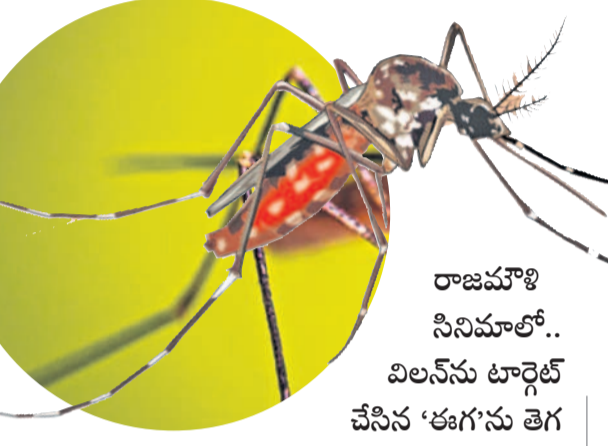 రాజమౌళి
సినిమాలో..
విలన్‌ను టార్గెట్
చేసిన ‘ఈగ’ను తెగ